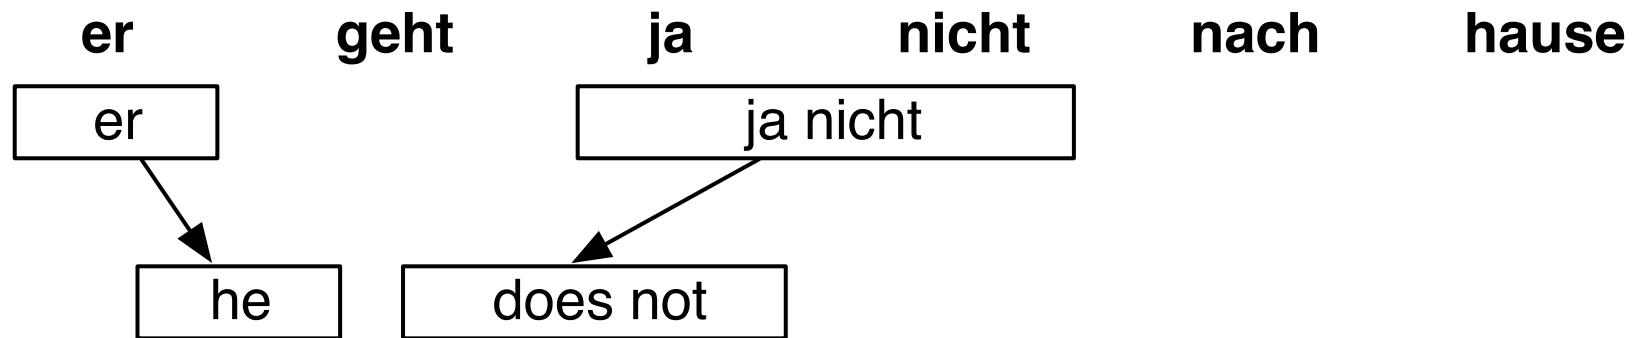 er geht ja nicht nach hause
er ja nicht
he does not